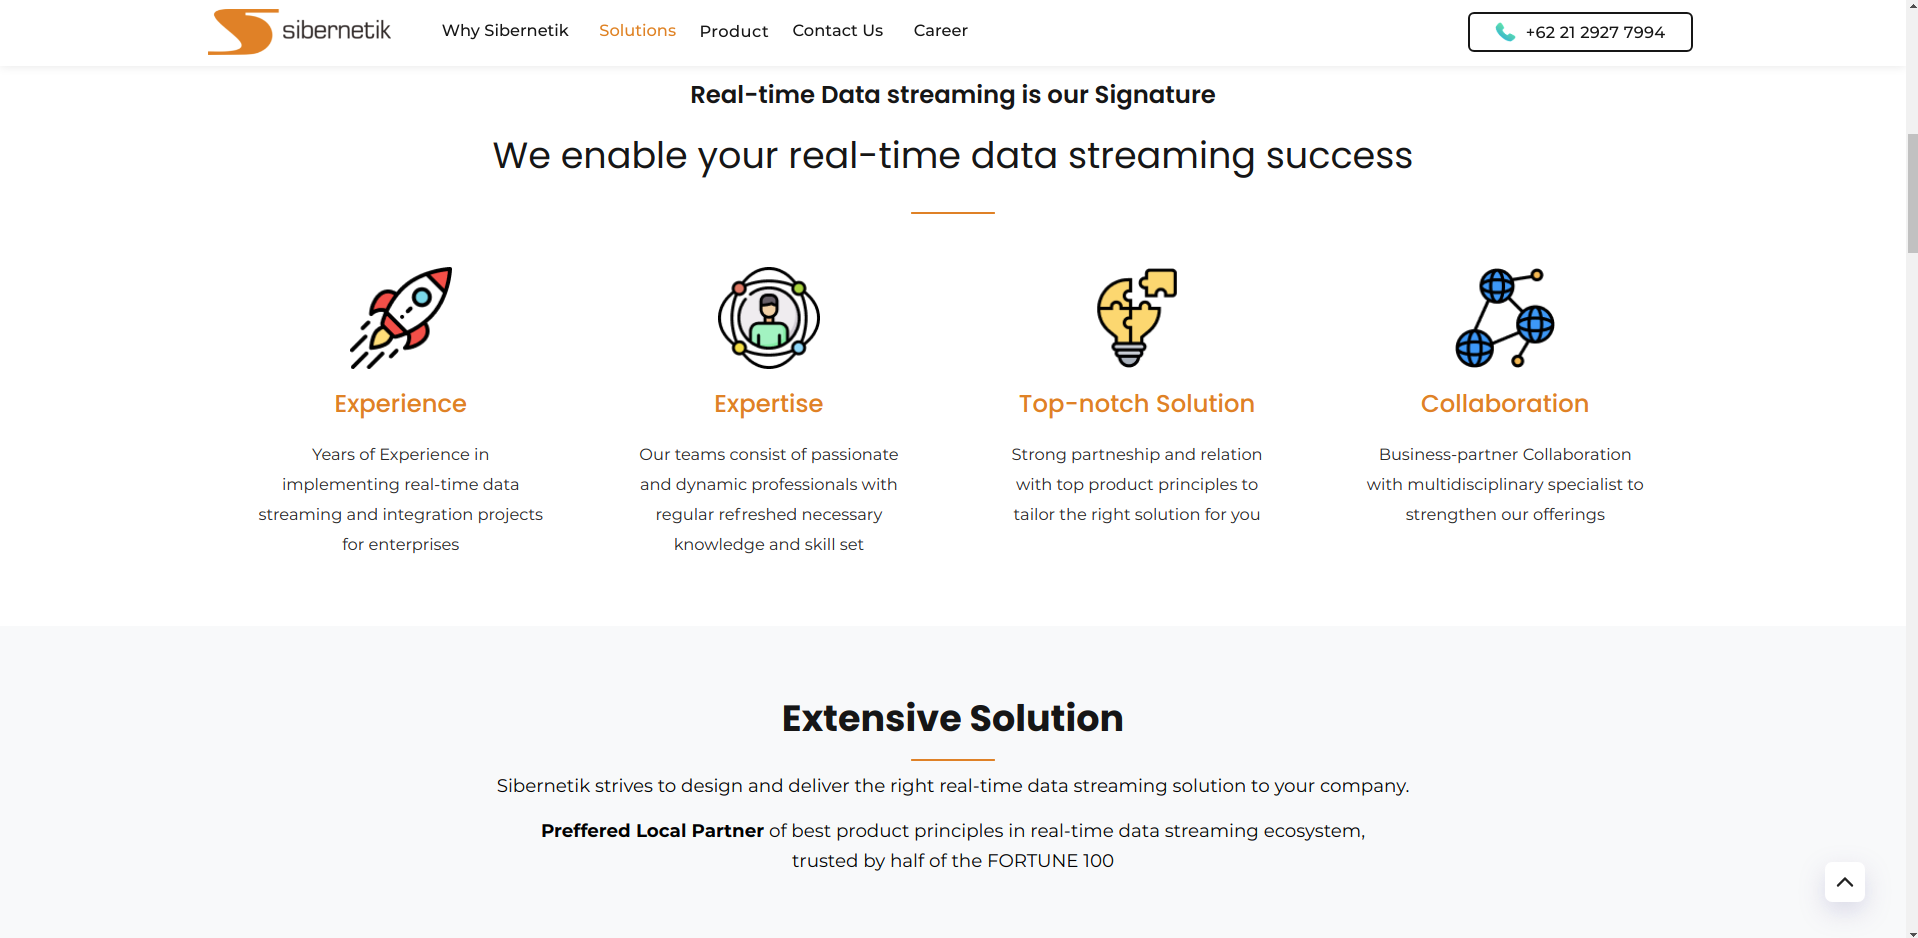 sibernetik
Why Sibernetik Solutions Product Contact Us Career
+62 21 2927 7994
Real-time Data streaming is our Signature
We enable your real-time data streaming success
Experience
Years of Experience in
implementing real-time data
streaming and integration projects
for enterprises
Expertise
Our teams consist of passionate
and dynamic professionals with
regular refreshed necessary
knowledge and skill set
Top-notch Solution
Strong partneship and relation
with top product principles to
tailor the right solution for you
Collaboration
Business-partner Collaboration
with multidisciplinary specialist to
strengthen our offerings
Extensive Solution
Sibernetik strives to design and deliver the right real-time data streaming solution to your company.
Preffered Local Partner of best product principles in real-time data streaming ecosystem,
trusted by half of the FORTUNE 100